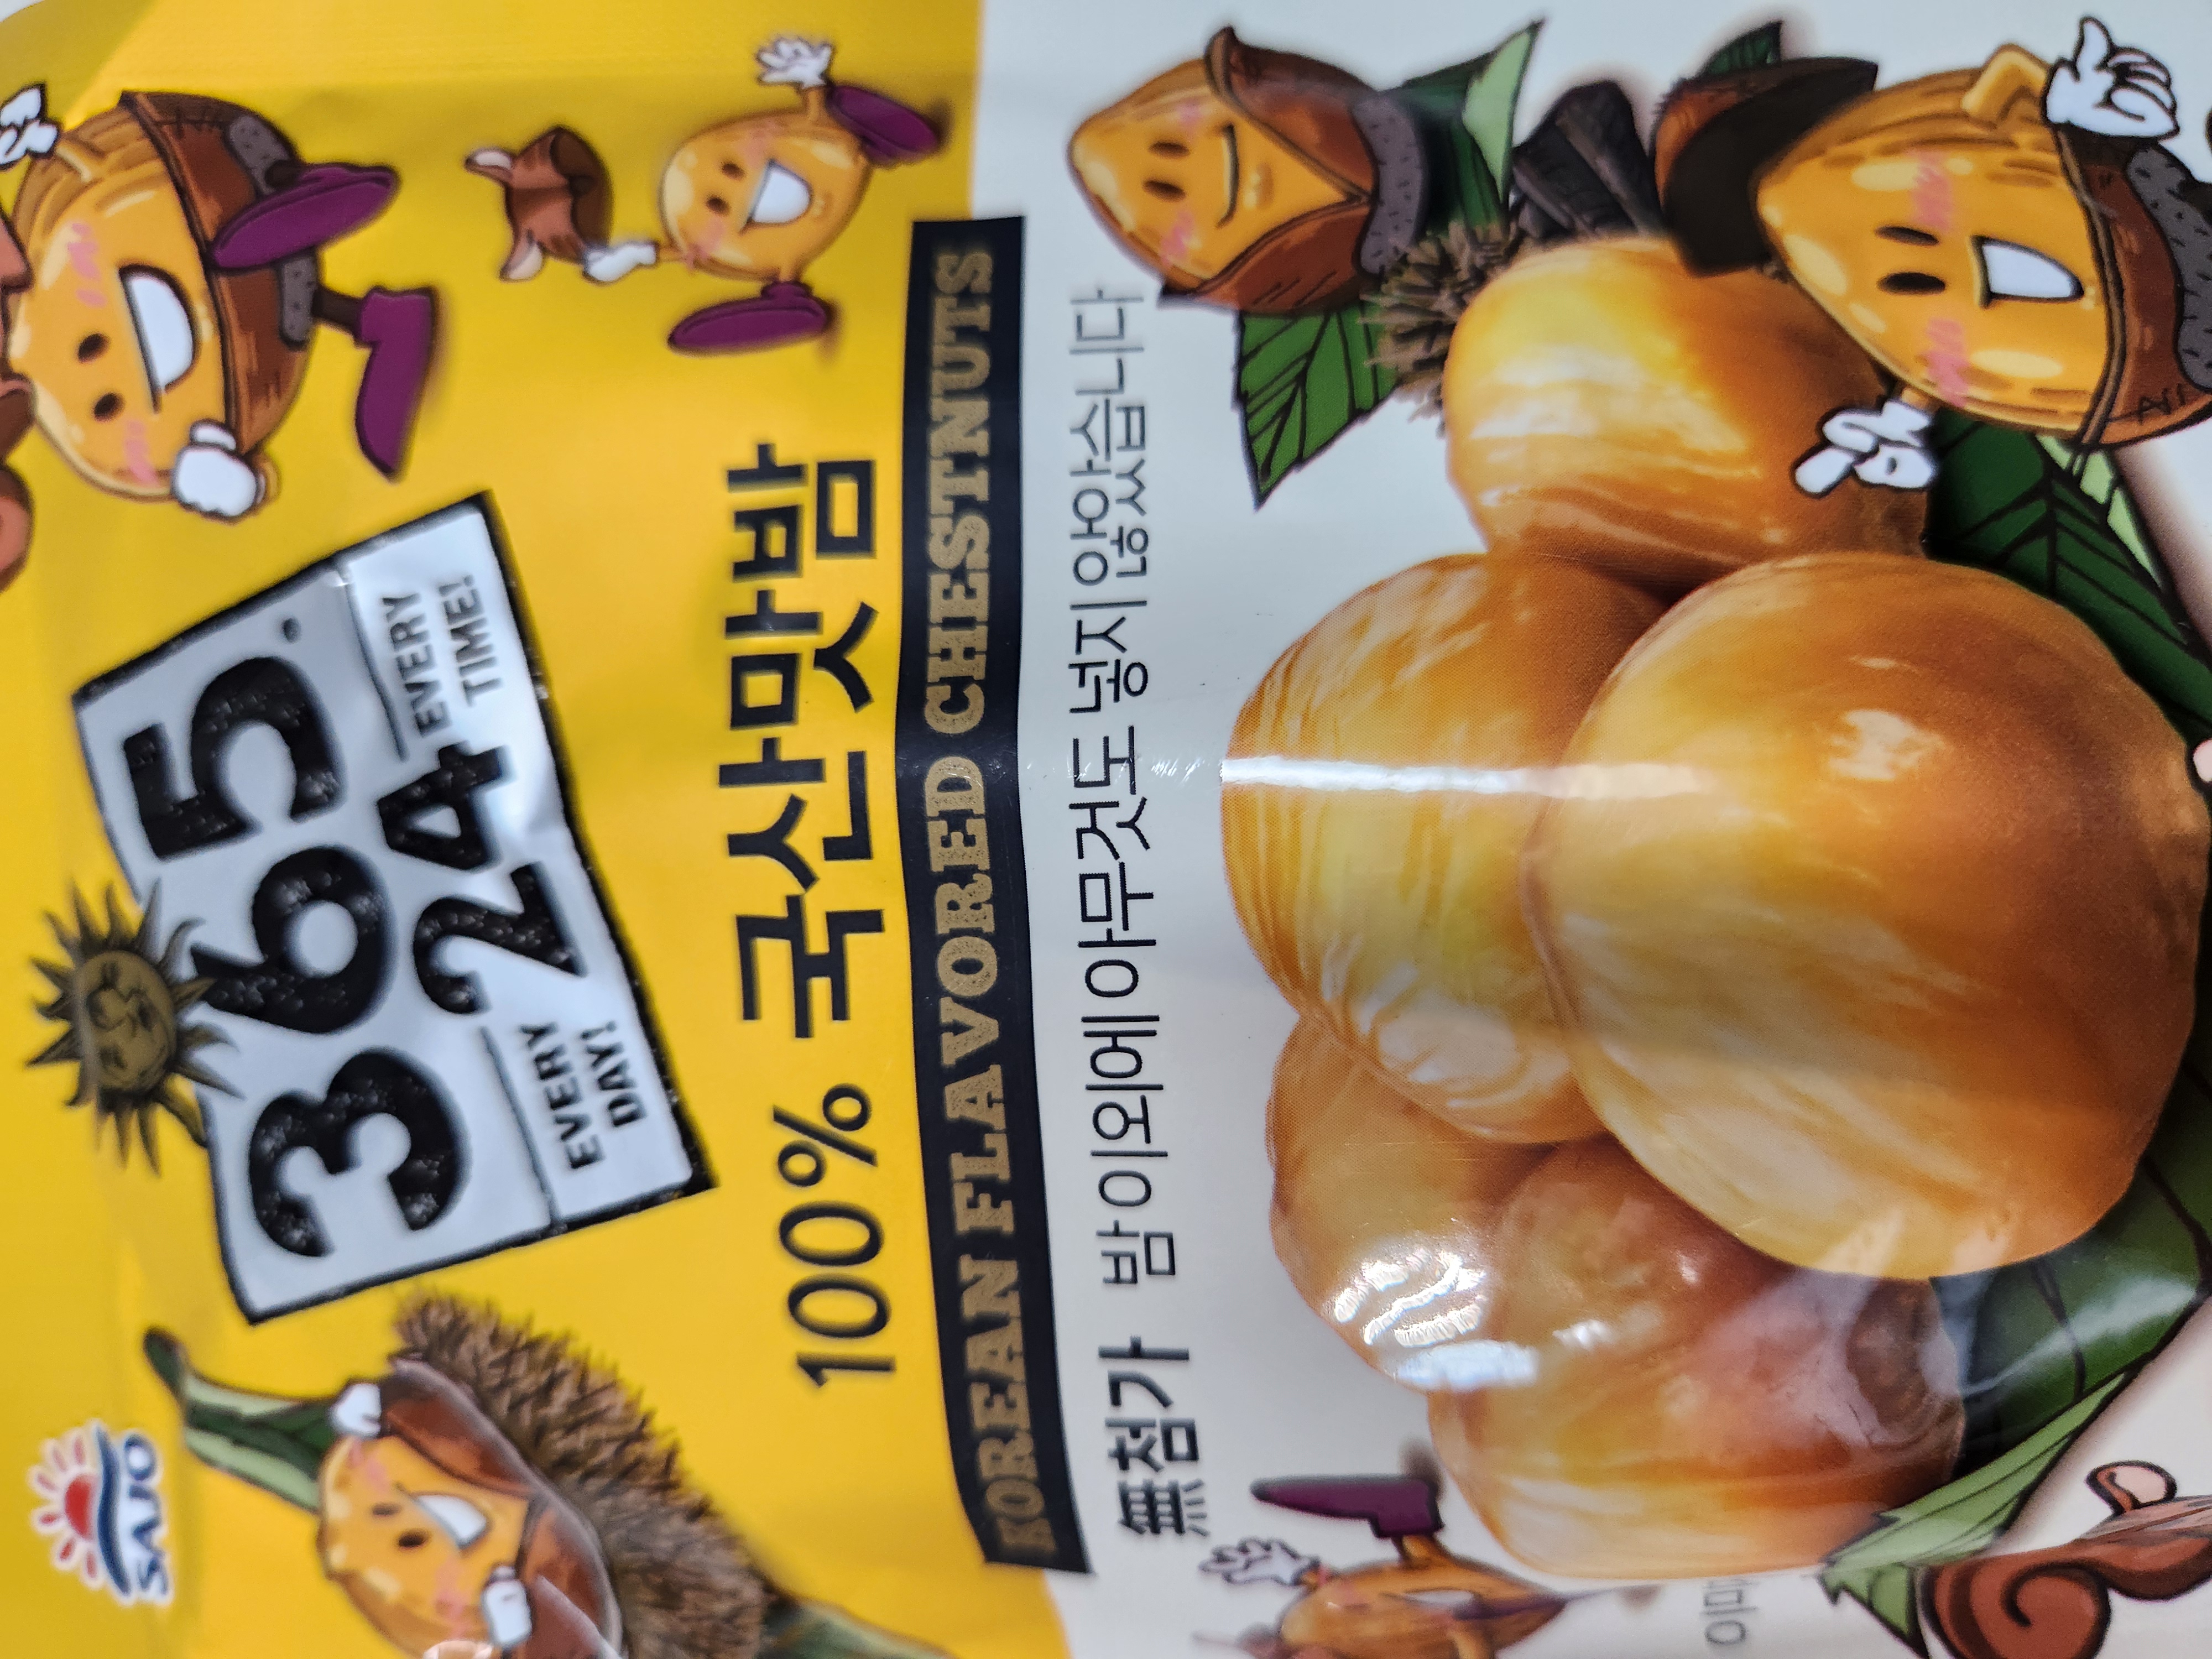 SAJO
365.
EVERY DAY!
24
EVERY TIME!
100% 국산맛밤
KOREAN FLAVORED CHESTNUTS
無첨가 밤 이외에 아무것도 넣지 않았습니다